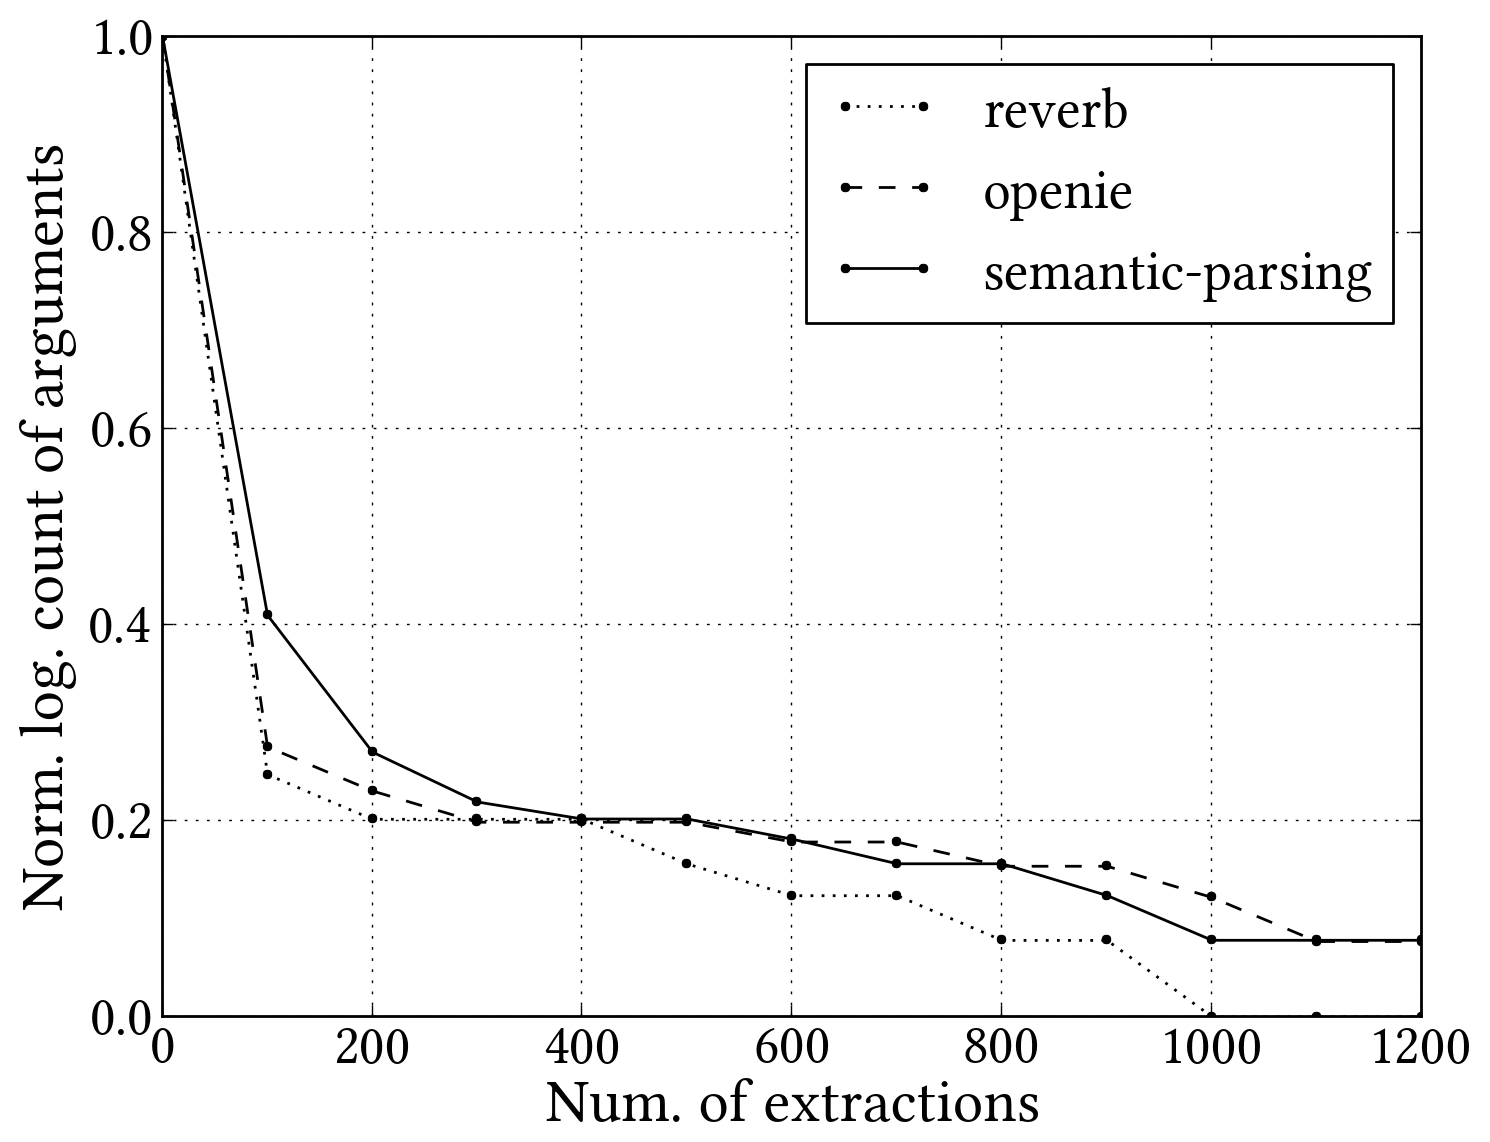 Norm. log. count of arguments
1.0
0.8
0.6
0.4
0.2
0.0
reverb
openie
semantic-parsing
0 200 400 600 800 1000 1200
Num. of extractions